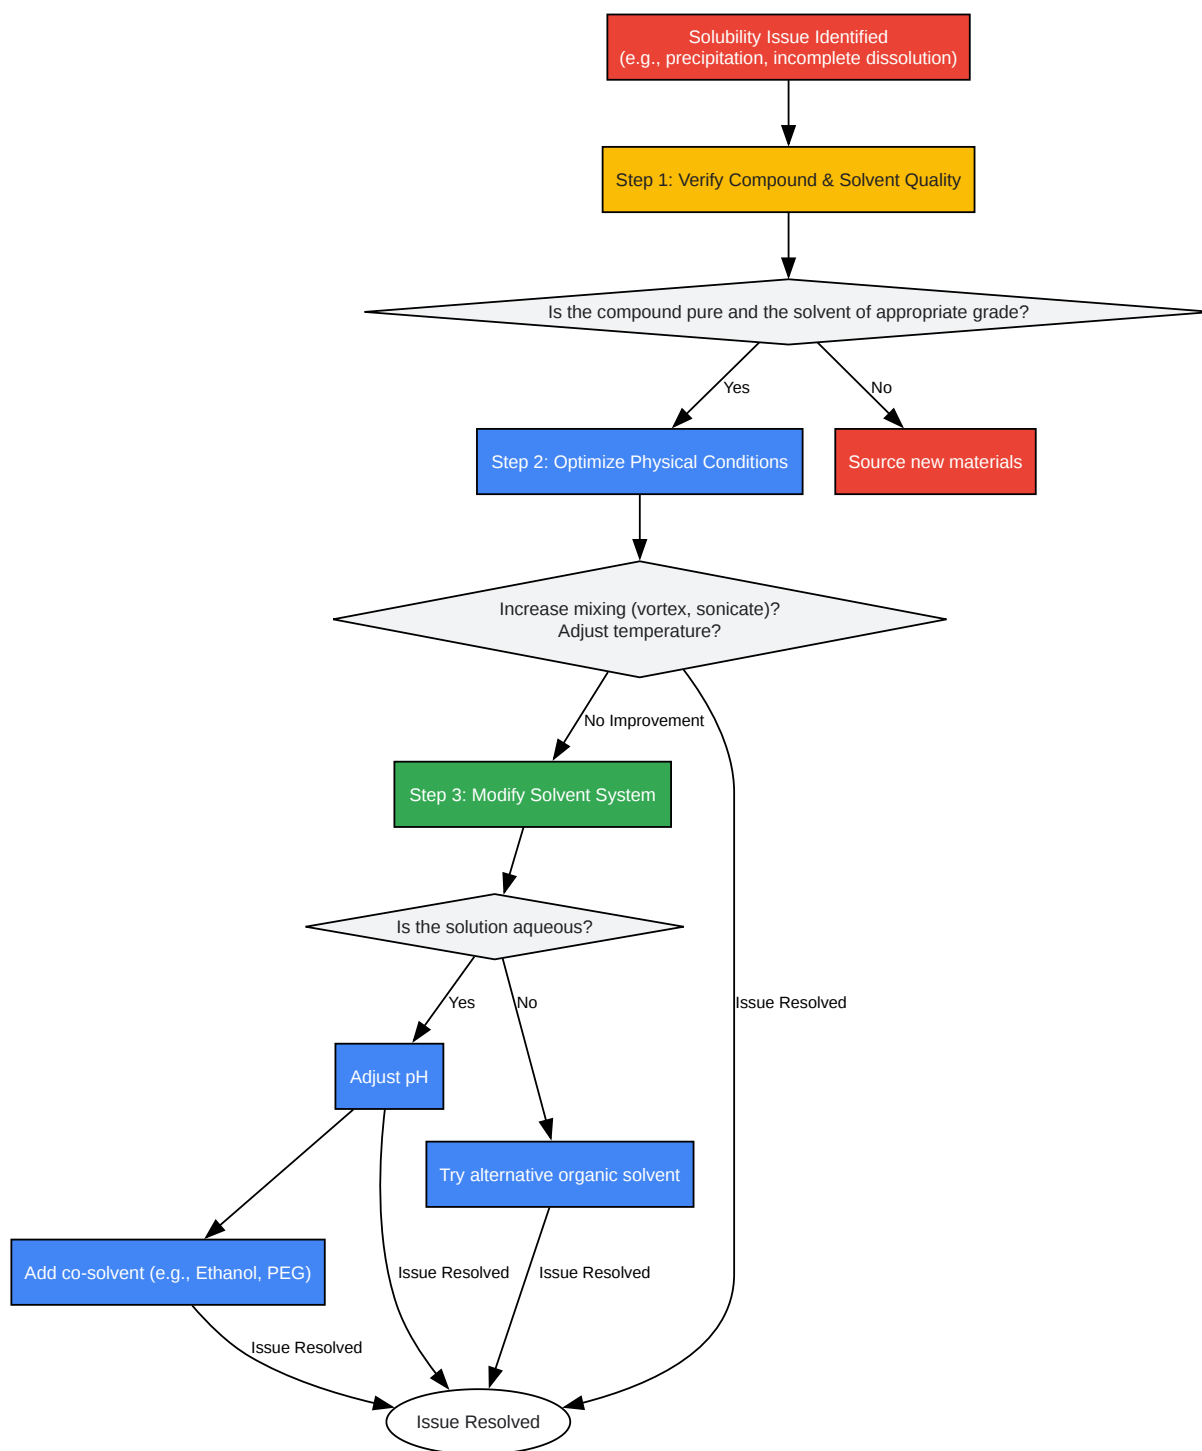 Solubility Issue Identified
(e.g., precipitation, incomplete dissolution)
Step 1: Verify Compound & Solvent Quality
Is the compound pure and the solvent of appropriate grade?
Yes
No
Step 2: Optimize Physical Conditions
Source new materials
Increase mixing (vortex, sonicate)?
Adjust temperature?
No Improvement
Step 3: Modify Solvent System
Is the solution aqueous?
Yes
No
Issue Resolved
Adjust pH
Try alternative organic solvent
Add co-solvent (e.g., Ethanol, PEG)
Issue Resolved
Issue Resolved
Issue Resolved
Issue Resolved